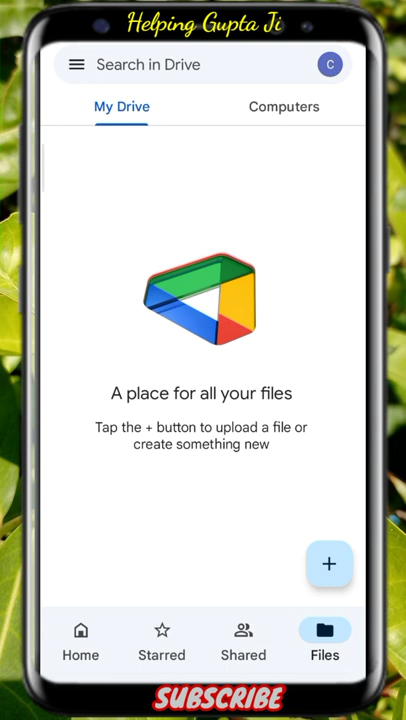 Helping Gupta Ji
Search in Drive
C
My Drive
Computers
A place for all your files
Tap the + button to upload a file or
create something new
+
Home
Starred
Shared
Files
SUBSCRIBE